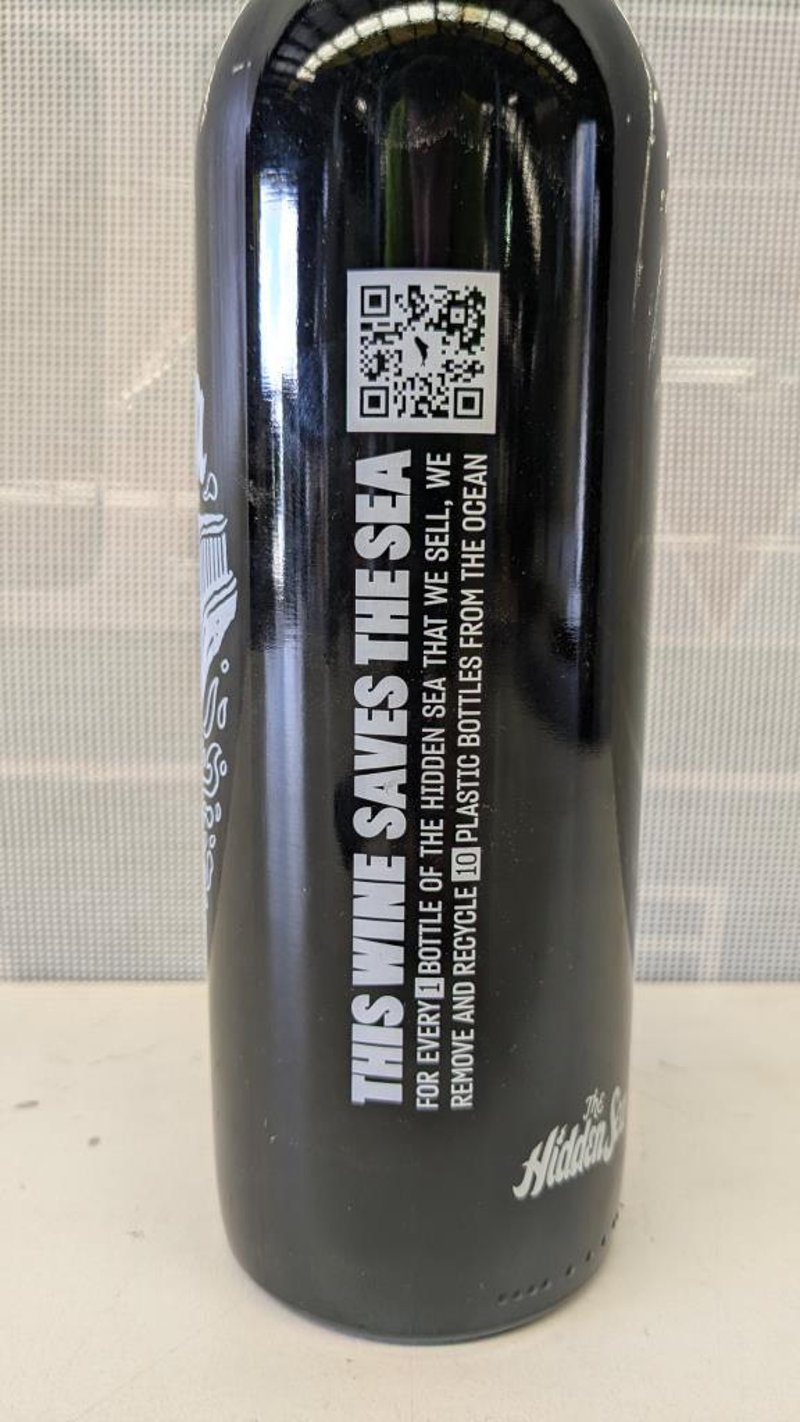 THIS WINE SAVES THE SEA
FOR EVERY 1 BOTTLE OF THE HIDDEN SEA THAT WE SELL, WE
REMOVE AND RECYCLE 10 PLASTIC BOTTLES FROM THE OCEAN
The
Hidden Sea